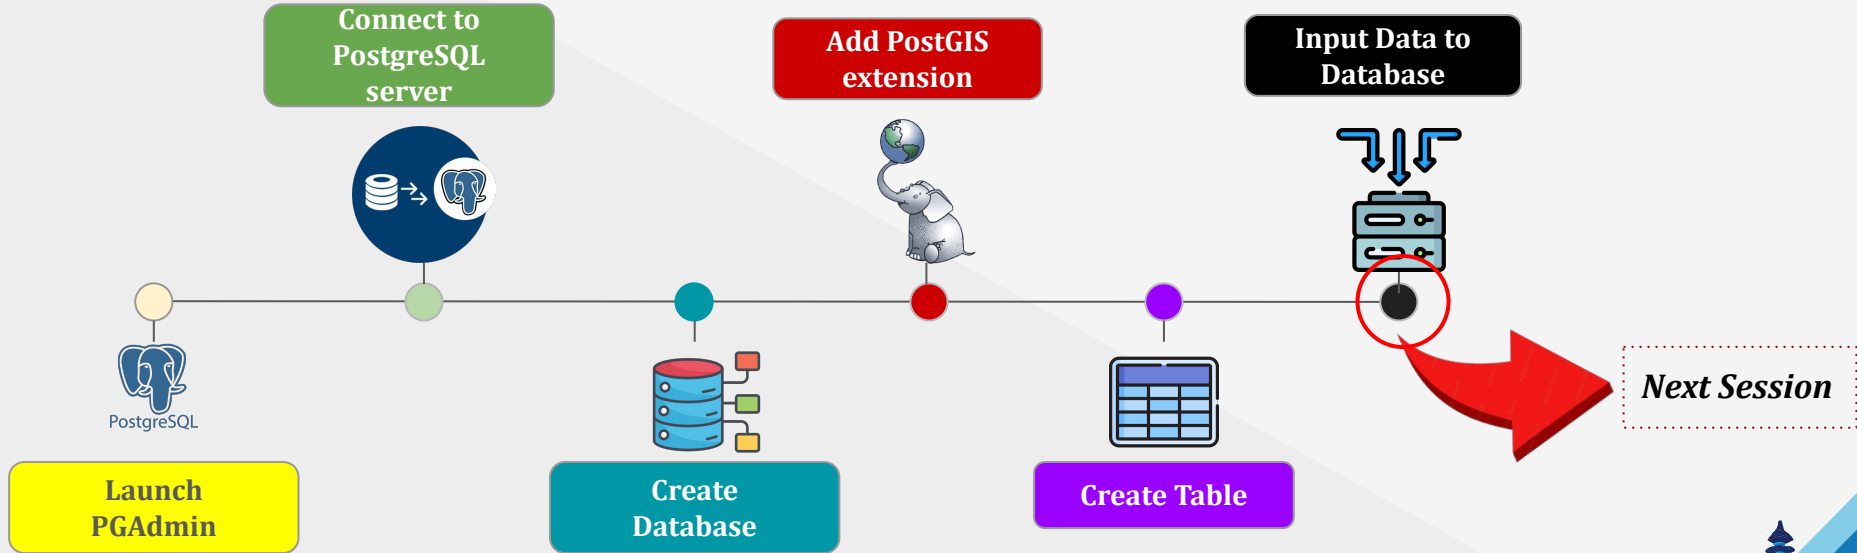 Connect to
PostgreSQL
server
Add PostGIS
extension
Input Data to
Database
PostgreSQL
Next Session
Launch
PGAdmin
Create
Database
Create Table